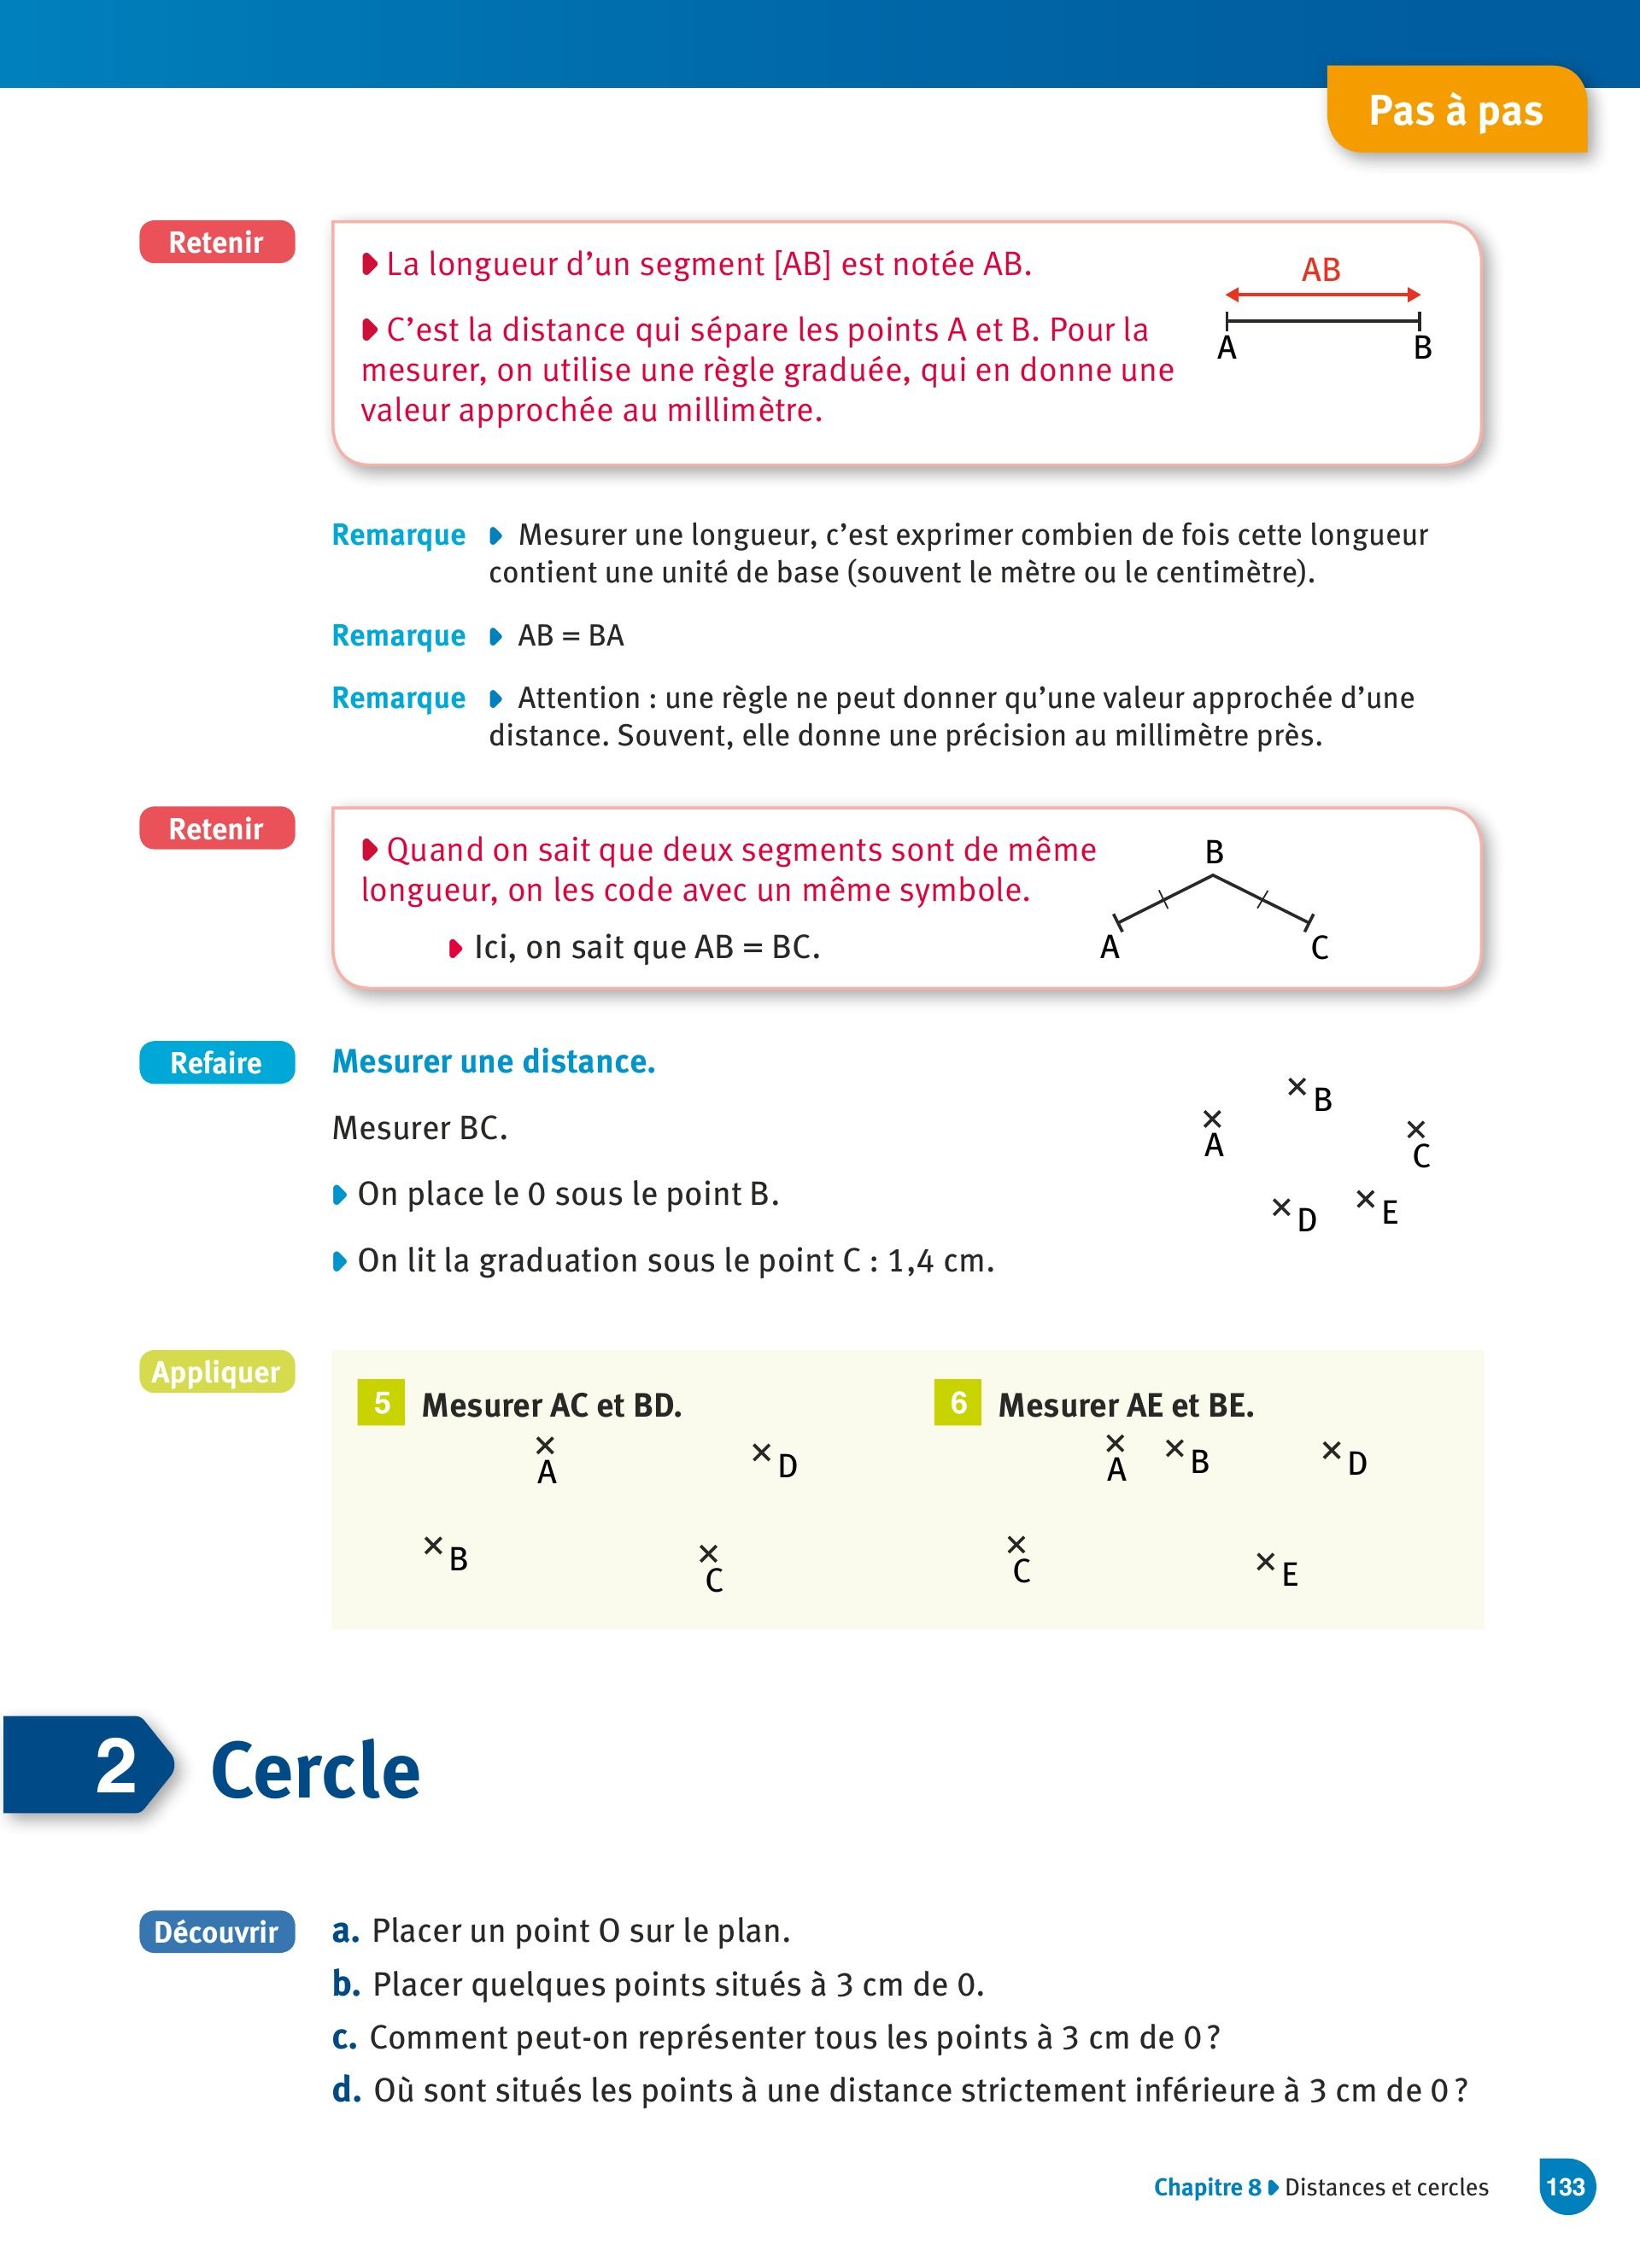 Pas à pas
Retenir
La longueur d’un segment [AB] est notée AB.
C’est la distance qui sépare les points A et B. Pour la
mesurer, on utilise une règle graduée, qui en donne une
valeur approchée au millimètre.
AB
A B
Remarque Mesurer une longueur, c’est exprimer combien de fois cette longueur
contient une unité de base (souvent le mètre ou le centimètre).
Remarque AB = BA
Remarque Attention : une règle ne peut donner qu’une valeur approchée d’une
distance. Souvent, elle donne une précision au millimètre près.
Retenir
Quand on sait que deux segments sont de même
longueur, on les code avec un même symbole.
Ici, on sait que AB = BC.
B
A C
Refaire
Mesurer une distance.
Mesurer BC.
On place le 0 sous le point B.
On lit la graduation sous le point C : 1,4 cm.
B
A
C
D E
Appliquer
5 Mesurer AC et BD.
A D
B C
6 Mesurer AE et BE.
A B D
C E
2 Cercle
Découvrir
a. Placer un point O sur le plan.
b. Placer quelques points situés à 3 cm de 0.
c. Comment peut-on représenter tous les points à 3 cm de 0 ?
d. Où sont situés les points à une distance strictement inférieure à 3 cm de 0 ?
Chapitre 8 Distances et cercles
133